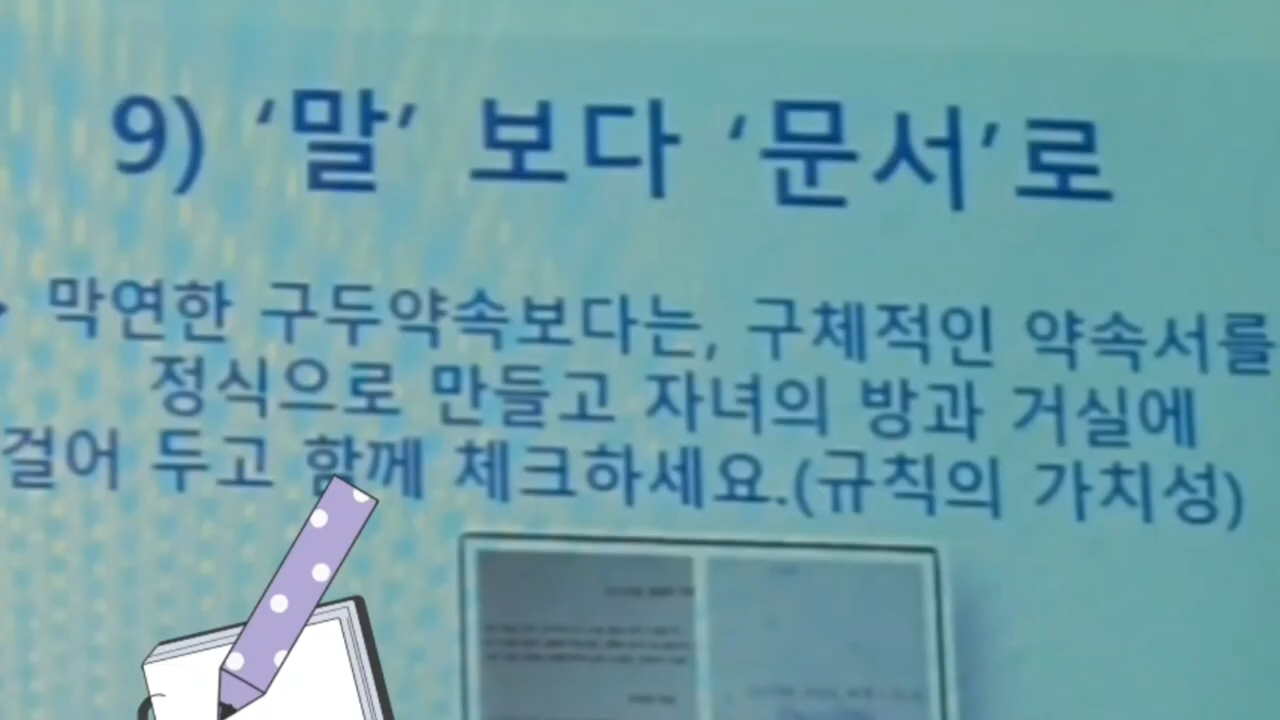 9) ‘말’ 보다 ‘문서’로
막연한 구두약속보다는, 구체적인 약속서를
정식으로 만들고 자녀의 방과 거실에
걸어 두고 함께 체크하세요.(규칙의 가치성)